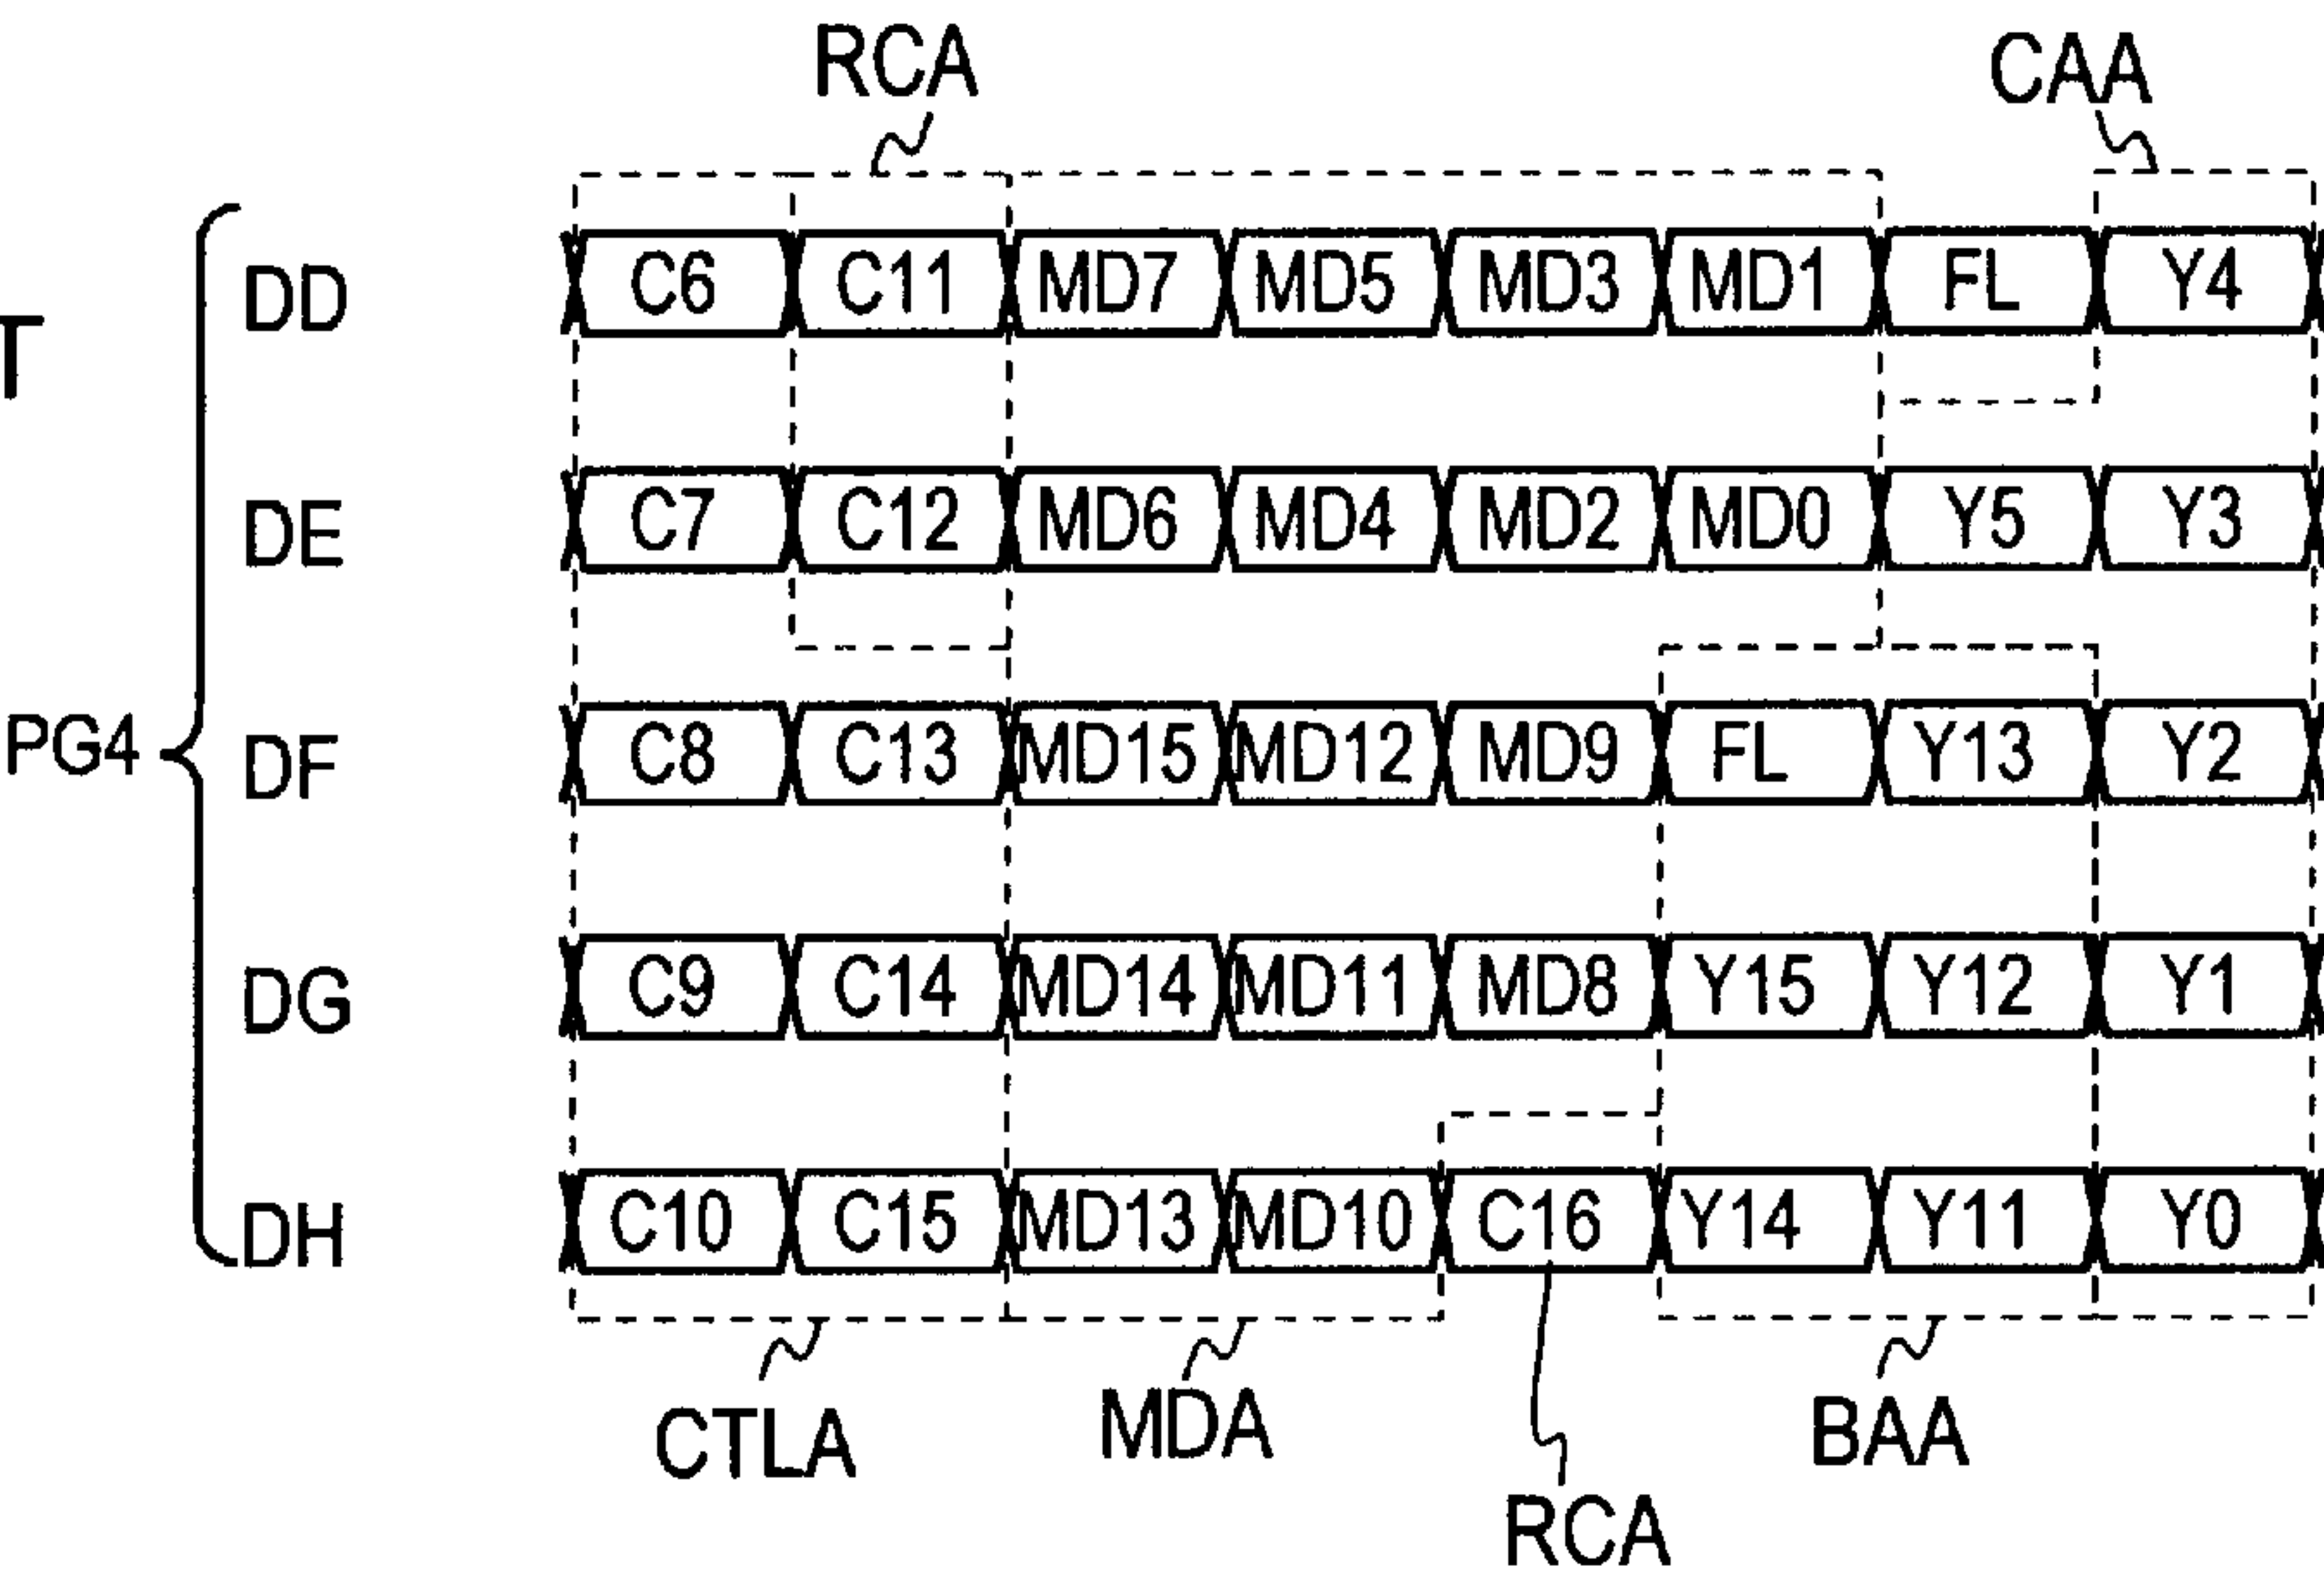 RCA CAA
DD C6 C11 MD7 MD5 MD3 MD1 FL Y4
T
DE C7 C12 MD6 MD4 MD2 MD0 Y5 Y3
PG4 DF C8 C13 MD15 MD12 MD9 FL Y13 Y2
DG C9 C14 MD14 MD11 MD8 Y15 Y12 Y1
DH C10 C15 MD13 MD10 C16 Y14 Y11 Y0
CTLA MDA BAA
RCA